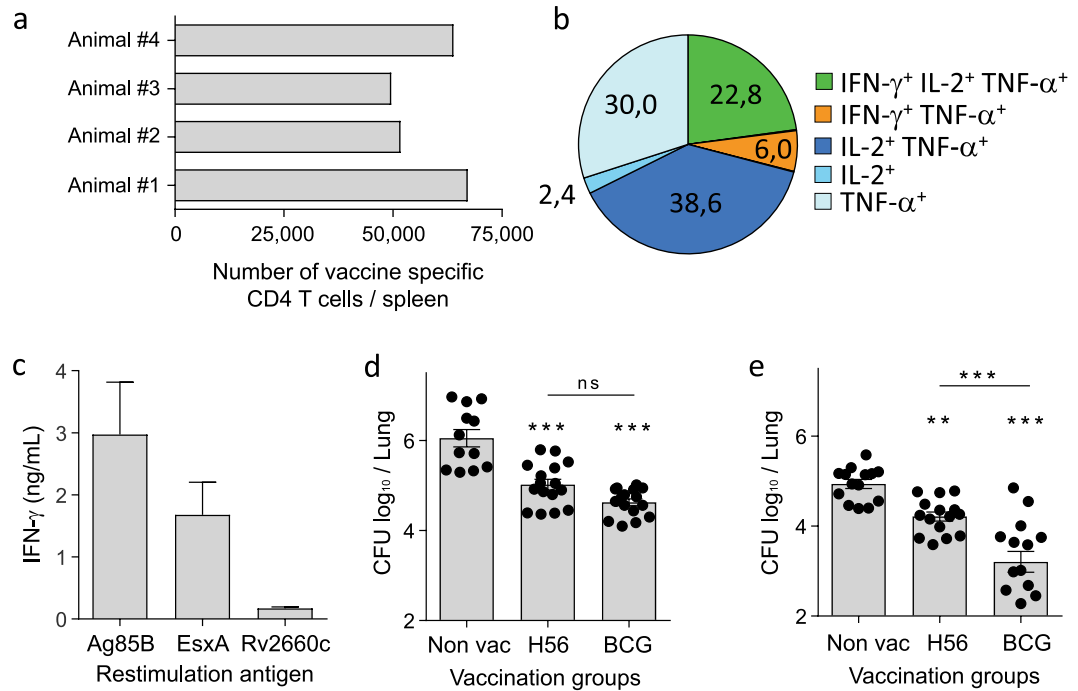 a
Animal #4
Animal #3
Animal #2
Animal #1
0 25,000 50,000 75,000
Number of vaccine specific
CD4 T cells / spleen
b
30,0
22,8
6,0
2,4
38,6
IFN-γ⁺ IL-2⁺ TNF-α⁺
IFN-γ⁺ TNF-α⁺
IL-2⁺ TNF-α⁺
IL-2⁺
TNF-α⁺
c
IFN-γ (ng/mL)
4
3
2
1
0
Ag85B EsxA Rv2660c
Restimulation antigen
d
CFU log₁₀ / Lung
6
4
2
ns
***
***
Non vac H56 BCG
Vaccination groups
e
CFU log₁₀ / Lung
6
4
2
***
**
***
Non vac H56 BCG
Vaccination groups